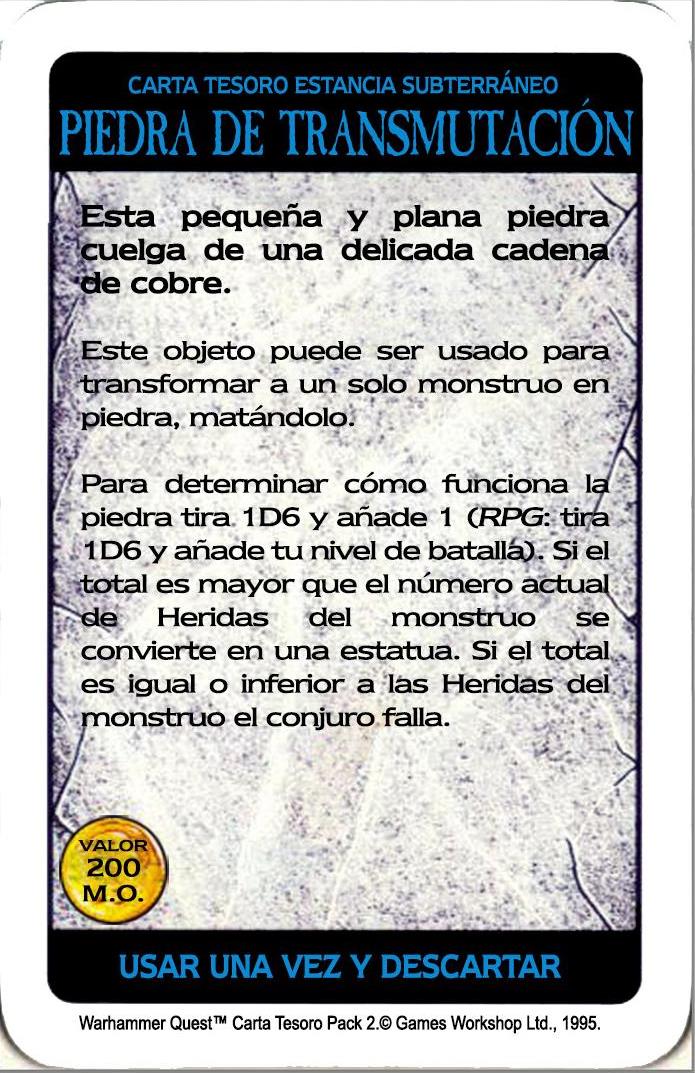 CARTA TESORO ESTANCIA SUBTERRÁNEO
PIEDRA DE TRANSMUTACIÓN
Esta pequeña y plana piedra
cuelga de una delicada cadena
de cobre.
Este objeto puede ser usado para
transformar a un solo monstruo en
piedra, matándolo.
Para determinar cómo funciona la
piedra tira 1D6 y añade 1 (RPG: tira
1D6 y añade tu nivel de batalla). Si el
total es mayor que el número actual
de Heridas del monstruo se
convierte en una estatua. Si el total
es igual o inferior a las Heridas del
monstruo el conjuro falla.
VALOR
200
M.O.
USAR UNA VEZ Y DESCARTAR
Warhammer Quest™ Carta Tesoro Pack 2.© Games Workshop Ltd., 1995.